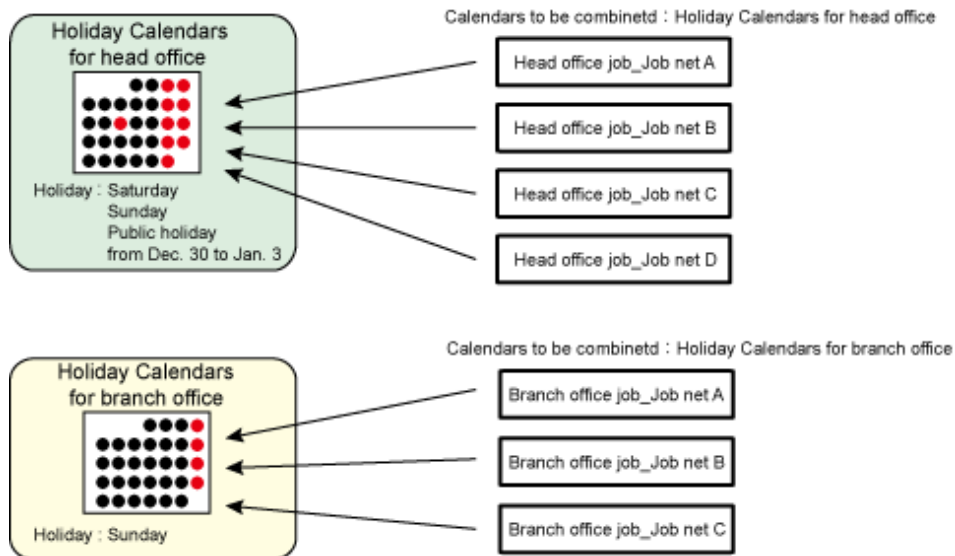 Calendars to be combinetd : Holiday Calendars for head office
Holiday Calendars
for head office
Holiday : Saturday
Sunday
Public holiday
from Dec. 30 to Jan. 3
Head office job_Job net A
Head office job_Job net B
Head office job_Job net C
Head office job_Job net D
Calendars to be combinetd : Holiday Calendars for branch office
Holiday Calendars
for branch office
Holiday : Sunday
Branch office job_Job net A
Branch office job_Job net B
Branch office job_Job net C